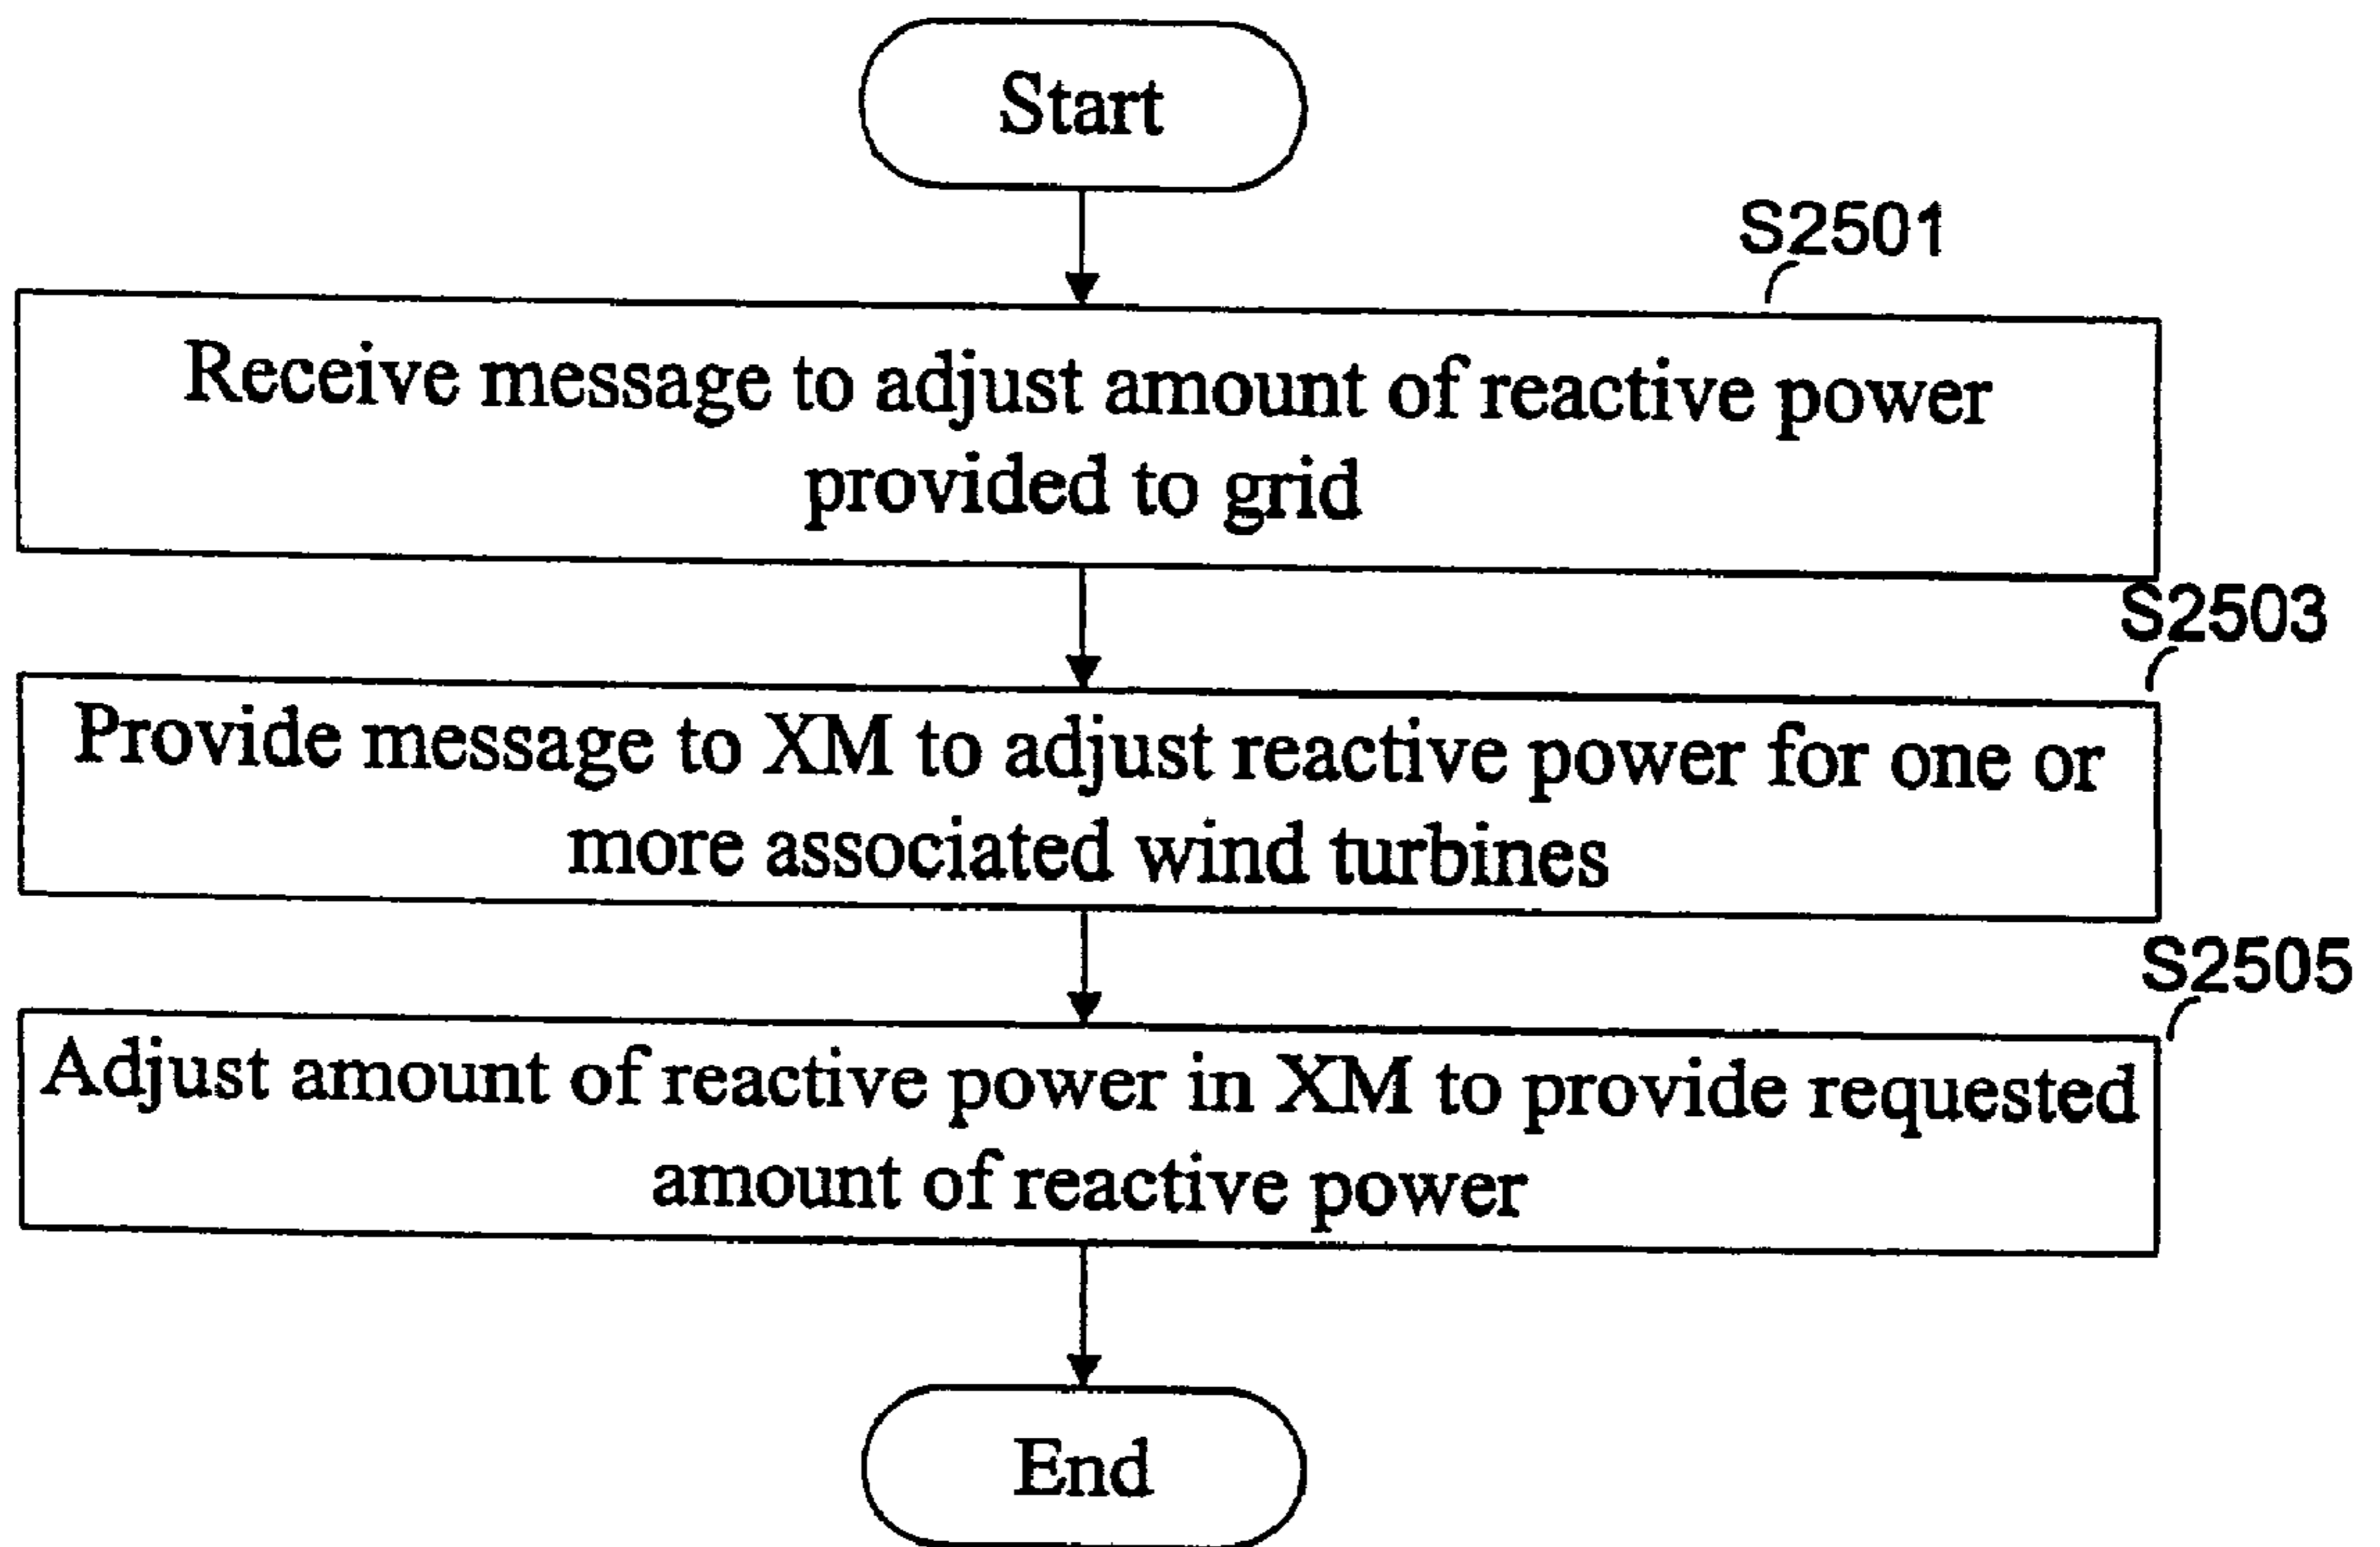 Start
S2501
Receive message to adjust amount of reactive power
provided to grid
S2503
Provide message to XM to adjust reactive power for one or
more associated wind turbines
S2505
Adjust amount of reactive power in XM to provide requested
amount of reactive power
End